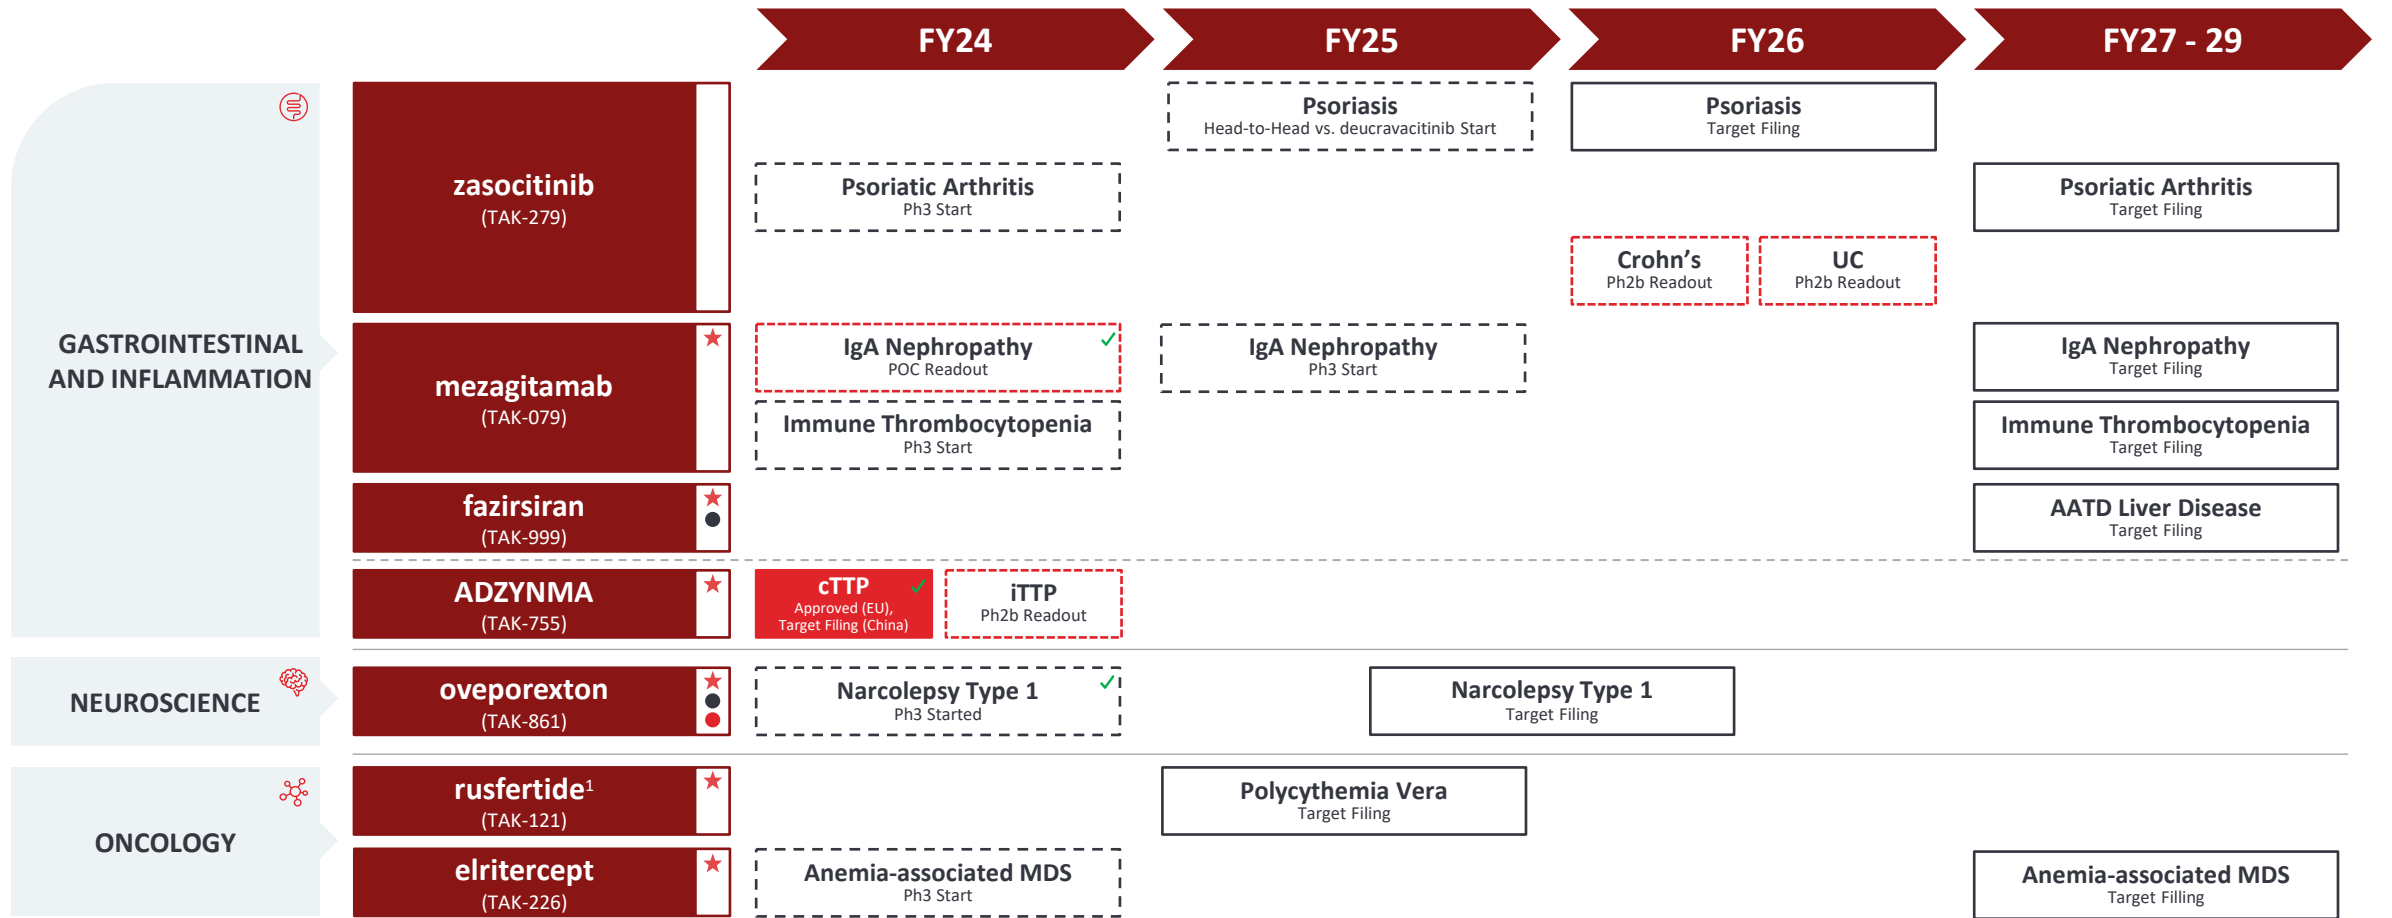 FY24
FY25
FY26
FY27 - 29
GASTROINTESTINAL
AND INFLAMMATION
zasocitinib
(TAK-279)
Psoriasis
Head-to-Head vs. deucravacitinib Start
Psoriasis
Target Filing
Psoriatic Arthritis
Ph3 Start
Psoriatic Arthritis
Target Filing
Crohn's
Ph2b Readout
UC
Ph2b Readout
mezagitamab
(TAK-079)
IgA Nephropathy
POC Readout
IgA Nephropathy
Ph3 Start
IgA Nephropathy
Target Filing
Immune Thrombocytopenia
Ph3 Start
Immune Thrombocytopenia
Target Filing
fazirsiran
(TAK-999)
AATD Liver Disease
Target Filing
ADZYNMA
(TAK-755)
cTTP
Approved (EU),
Target Filing (China)
iTTP
Ph2b Readout
NEUROSCIENCE
oveporexton
(TAK-861)
Narcolepsy Type 1
Ph3 Started
Narcolepsy Type 1
Target Filing
ONCOLOGY
rusfertide1
(TAK-121)
Polycythemia Vera
Target Filing
elritercept
(TAK-226)
Anemia-associated MDS
Ph3 Start
Anemia-associated MDS
Target Filling